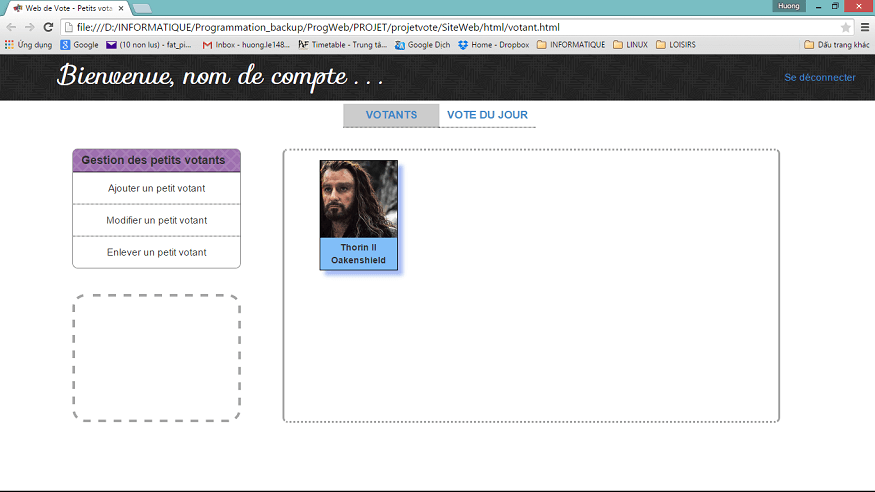 Web de Vote - Petits vota
Huong
file:///D:/INFORMATIQUE/Programmation_backup/ProgWeb/PROJET/projetvote/SiteWeb/html/votant.html
Ứng dụng
Google
(10 non lus) - fat_pi...
Inbox - huong.le148...
Timetable - Trung tâ...
Google Dịch
Home - Dropbox
INFORMATIQUE
LINUX
LOISIRS
Dấu trang khác
Bienvenue, nom de compte . . .
Se déconnecter
VOTANTS
VOTE DU JOUR
Gestion des petits votants
Ajouter un petit votant
Modifier un petit votant
Enlever un petit votant
Thorin II
Oakenshield